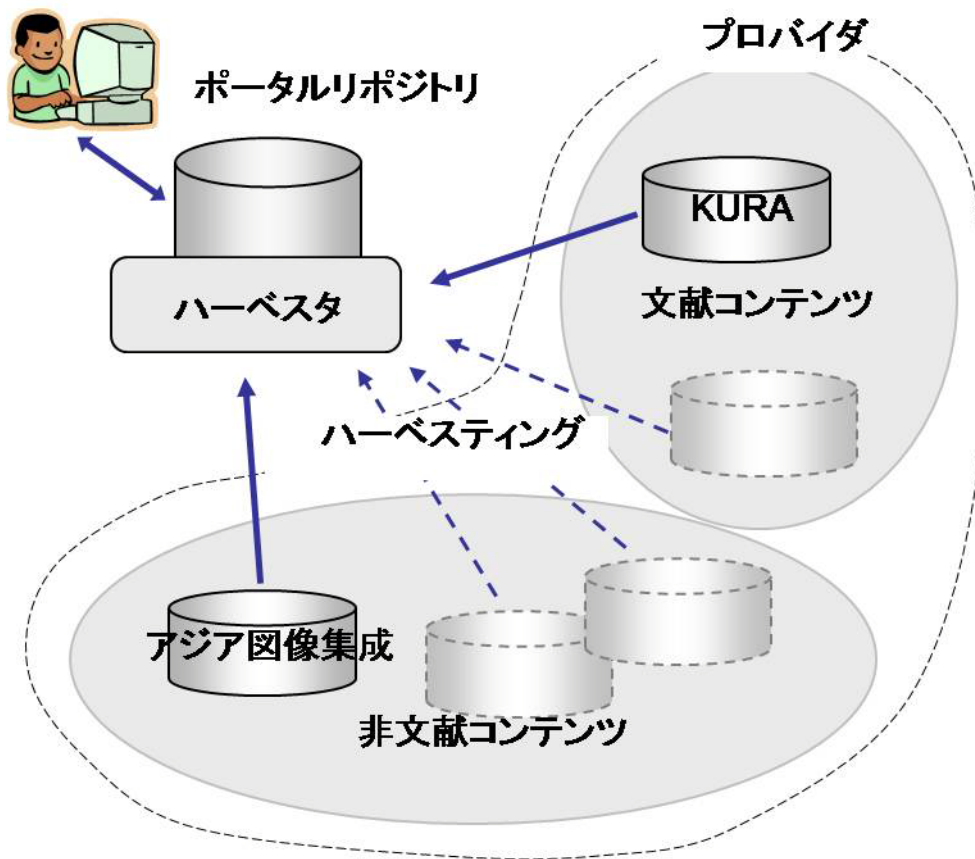 プロバイダ
ポータルリポジトリ
KURA
ハーベスタ
文献コンテンツ
ハーベスティング
アジア図像集成
非文献コンテンツ